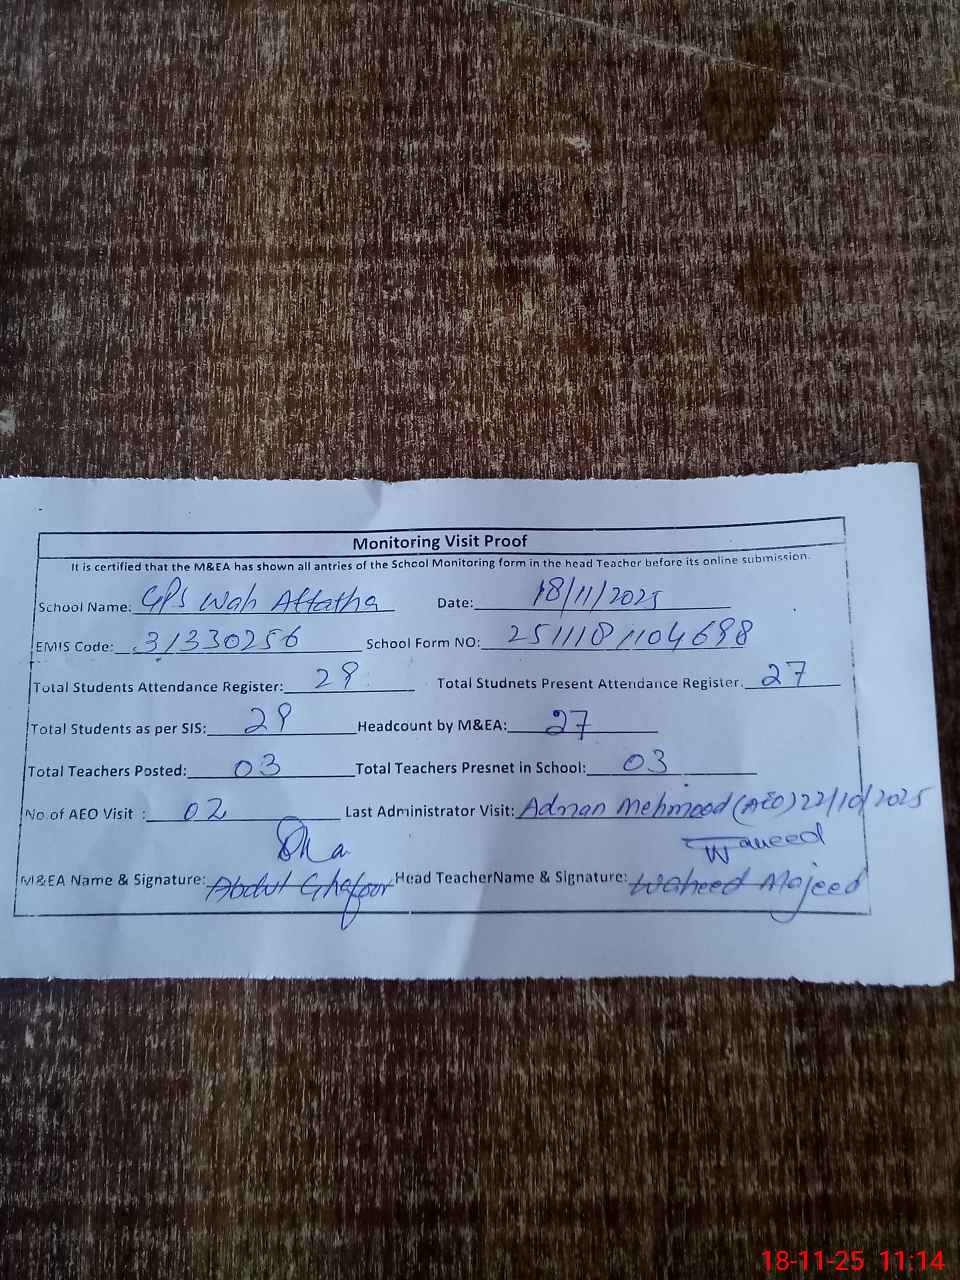 Monitoring Visit Proof
It is certified that the M&EA has shown all antries of the School Monitoring form in the head Teacher before its online submission.
School Name: GPS Wah Attatha Date: 18/11/2025
EMIS Code: 31330256 School Form NO: 2511181104698
Total Students Attendance Register: 29 Total Studnets Present Attendance Register. 27
Total Students as per SIS: 29 Headcount by M&EA: 27
Total Teachers Posted: 03 Total Teachers Presnet in School: 03
No of AEO Visit : 02 Last Administrator Visit: Adnan Mehmood (AEO) 22/10/2025
Waheed
M&EA Name & Signature: Abdul Ghafoor Head TeacherName & Signature: Waheed Majeed
18-11-25 11:14